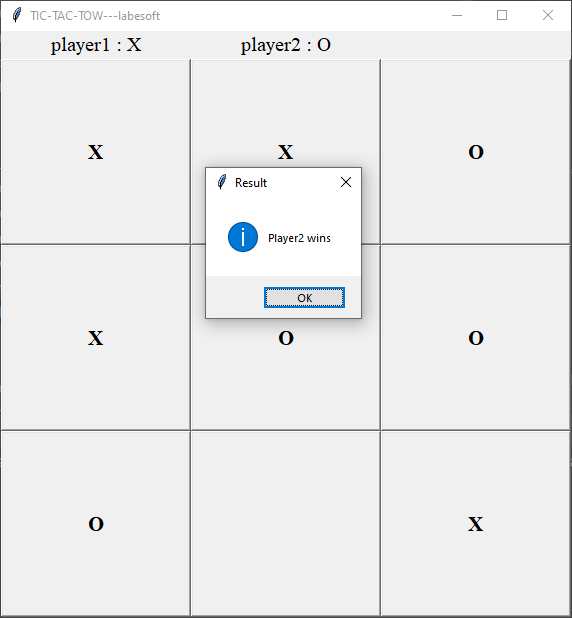 TIC-TAC-TOW---labesoft
player1 : X player2 : O
X X O
Result
Player2 wins
OK
X O O
O X